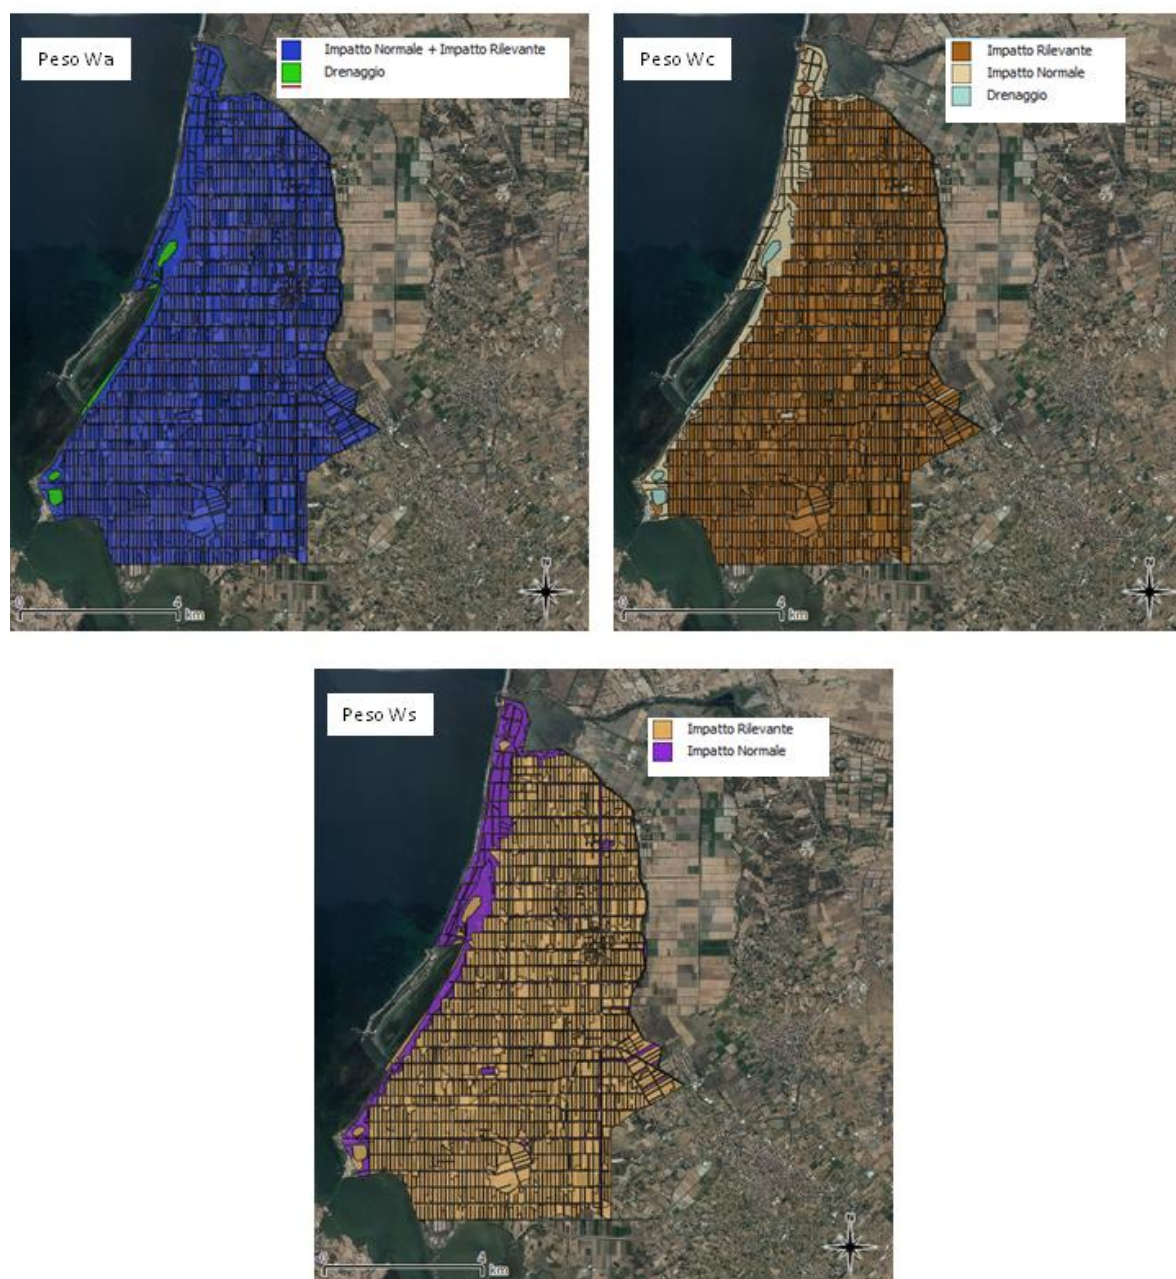 Peso Wa
Impatto Normale + Impatto Rilevante
Drenaggio
N
0
4
km
Peso Wc
Impatto Rilevante
Impatto Normale
Drenaggio
N
0
4
km
Peso Ws
Impatto Rilevante
Impatto Normale
N
0
4
km